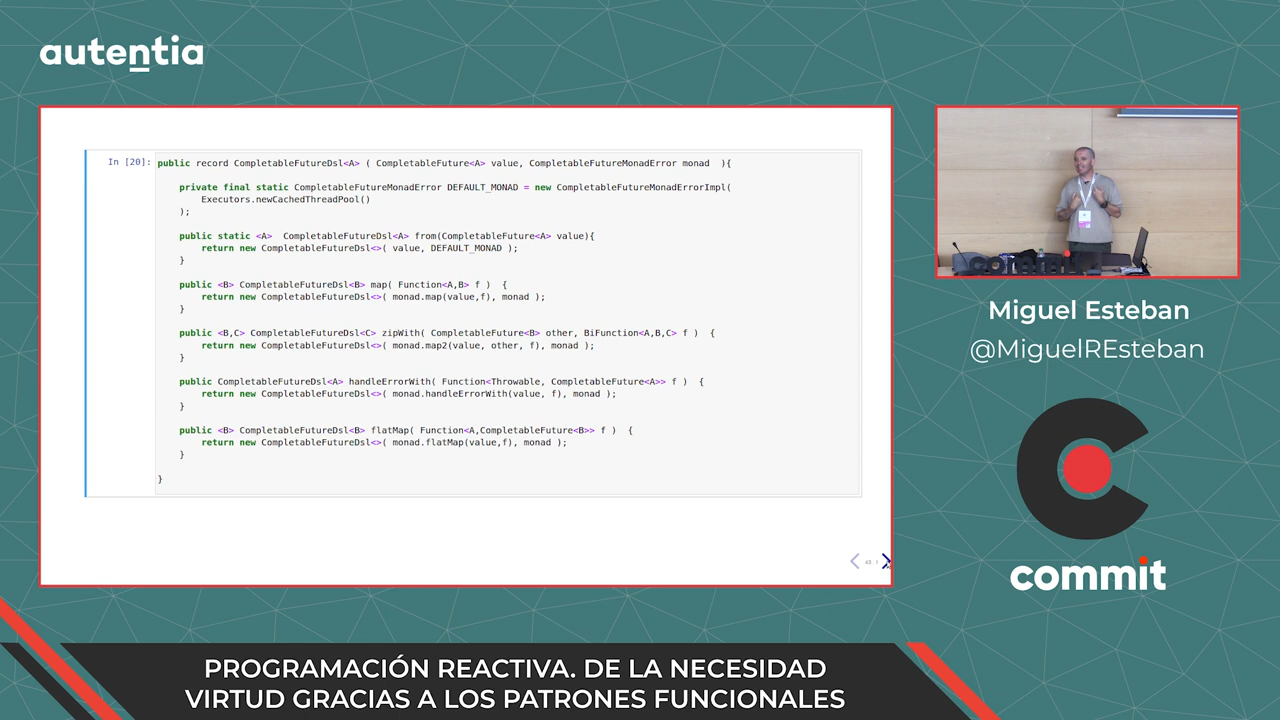 autentia
In [20]:
public record CompletableFutureDsl<A> ( CompletableFuture<A> value, CompletableFutureMonadError monad  ){
private final static CompletableFutureMonadError DEFAULT_MONAD = new CompletableFutureMonadErrorImpl(
Executors.newCachedThreadPool()
);
public static <A>  CompletableFutureDsl<A> from(CompletableFuture<A> value){
return new CompletableFutureDsl<>( value, DEFAULT_MONAD );
}
public <B> CompletableFutureDsl<B> map( Function<A,B> f )  {
return new CompletableFutureDsl<>( monad.map(value,f), monad );
}
public <B,C> CompletableFutureDsl<C> zipWith( CompletableFuture<B> other, BiFunction<A,B,C> f )  {
return new CompletableFutureDsl<>( monad.map2(value, other, f), monad );
}
public CompletableFutureDsl<A> handleErrorWith( Function<Throwable, CompletableFuture<A>> f )  {
return new CompletableFutureDsl<>( monad.handleErrorWith(value, f), monad );
}
public <B> CompletableFutureDsl<B> flatMap( Function<A,CompletableFuture<B>> f )  {
return new CompletableFutureDsl<>( monad.flatMap(value,f), monad );
}
}
Miguel Esteban
@MiguelREsteban
commit
PROGRAMACIÓN REACTIVA. DE LA NECESIDAD
VIRTUD GRACIAS A LOS PATRONES FUNCIONALES